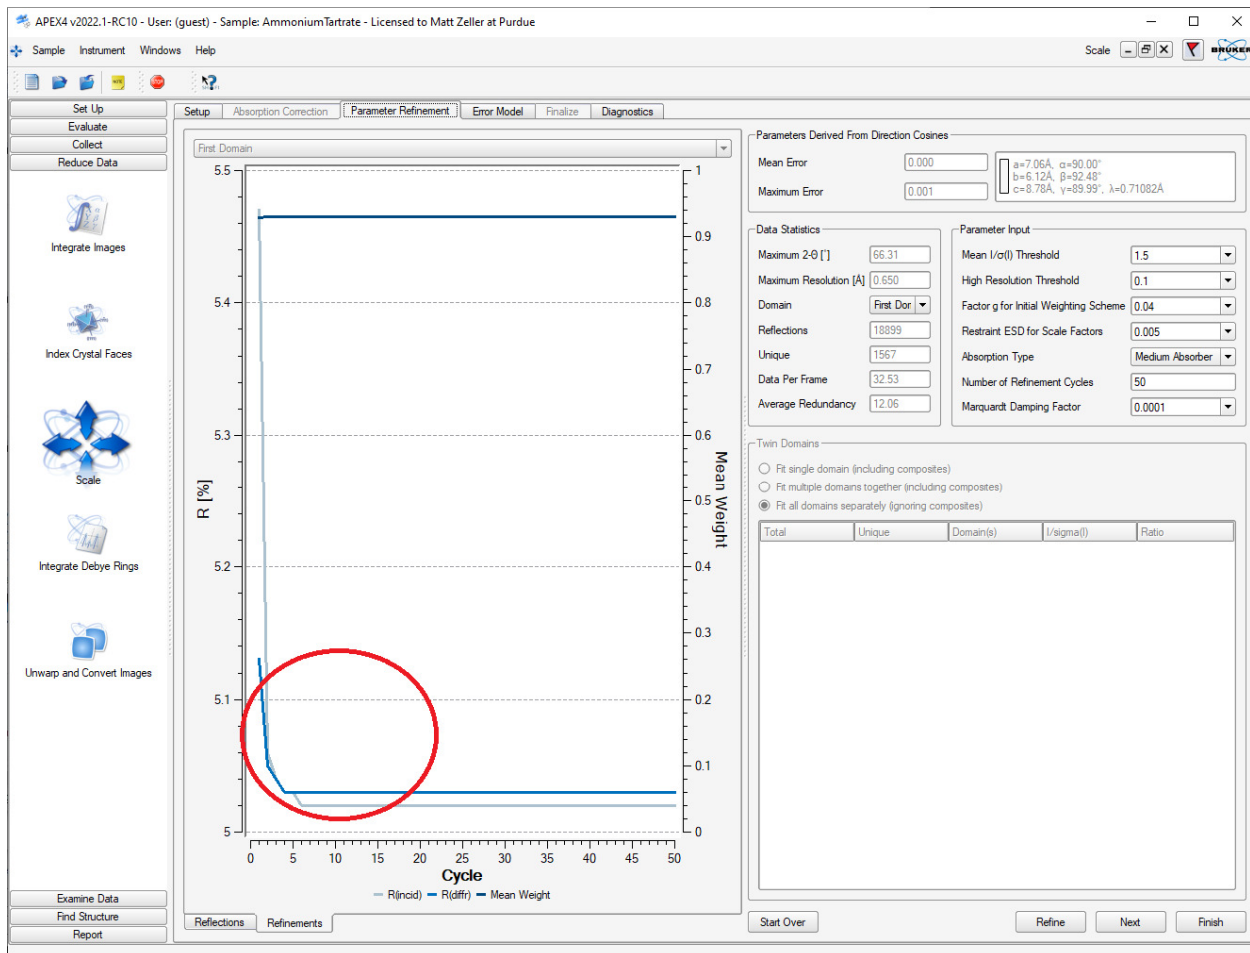 APEX4 v2022.1-RC10 - User: (guest) - Sample: AmmoniumTartrate - Licensed to Matt Zeller at Purdue
Sample Instrument Windows Help Scale BRUKER
NOTE STOP
Set Up
Evaluate
Collect
Reduce Data
Integrate Images
Index Crystal Faces
Scale
Integrate Debye Rings
Unwarp and Convert Images
Examine Data
Find Structure
Report
Setup Absorption Correction Parameter Refinement Error Model Finalize Diagnostics
First Domain
5.5
5.4
5.3
5.2
5.1
5
R [%]
1
0.9
0.8
0.7
0.6
0.5
0.4
0.3
0.2
0.1
0
Mean Weight
0 5 10 15 20 25 30 35 40 45 50
Cycle
R(incid) R(diffr) Mean Weight
Reflections Refinements
Parameters Derived From Direction Cosines
Mean Error 0.000
Maximum Error 0.001
a=7.06Å, α=90.00°
b=6.12Å, β=92.48°
c=8.78Å, γ=89.99°, λ=0.71082Å
Data Statistics
Maximum 2-Θ [°] 66.31
Maximum Resolution [Å] 0.650
Domain First Dor
Reflections 18899
Unique 1567
Data Per Frame 32.53
Average Redundancy 12.06
Parameter Input
Mean I/σ(I) Threshold 1.5
High Resolution Threshold 0.1
Factor g for Initial Weighting Scheme 0.04
Restraint ESD for Scale Factors 0.005
Absorption Type Medium Absorber
Number of Refinement Cycles 50
Marquardt Damping Factor 0.0001
Twin Domains
Fit single domain (including composites)
Fit multiple domains together (including composites)
Fit all domains separately (ignoring composites)
Total Unique Domain(s) I/sigma(I) Ratio
Start Over Refine Next Finish